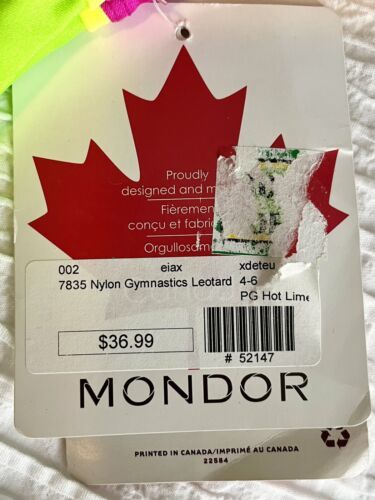 Proudly
designed and m
Fièremen
conçu et fabri
Orgullosam
002 eiax xdeteu
7835 Nylon Gymnastics Leotard 4-6
PG Hot Lime
$36.99
# 52147
MONDOR
PRINTED IN CANADA/IMPRIMÉ AU CANADA
22584